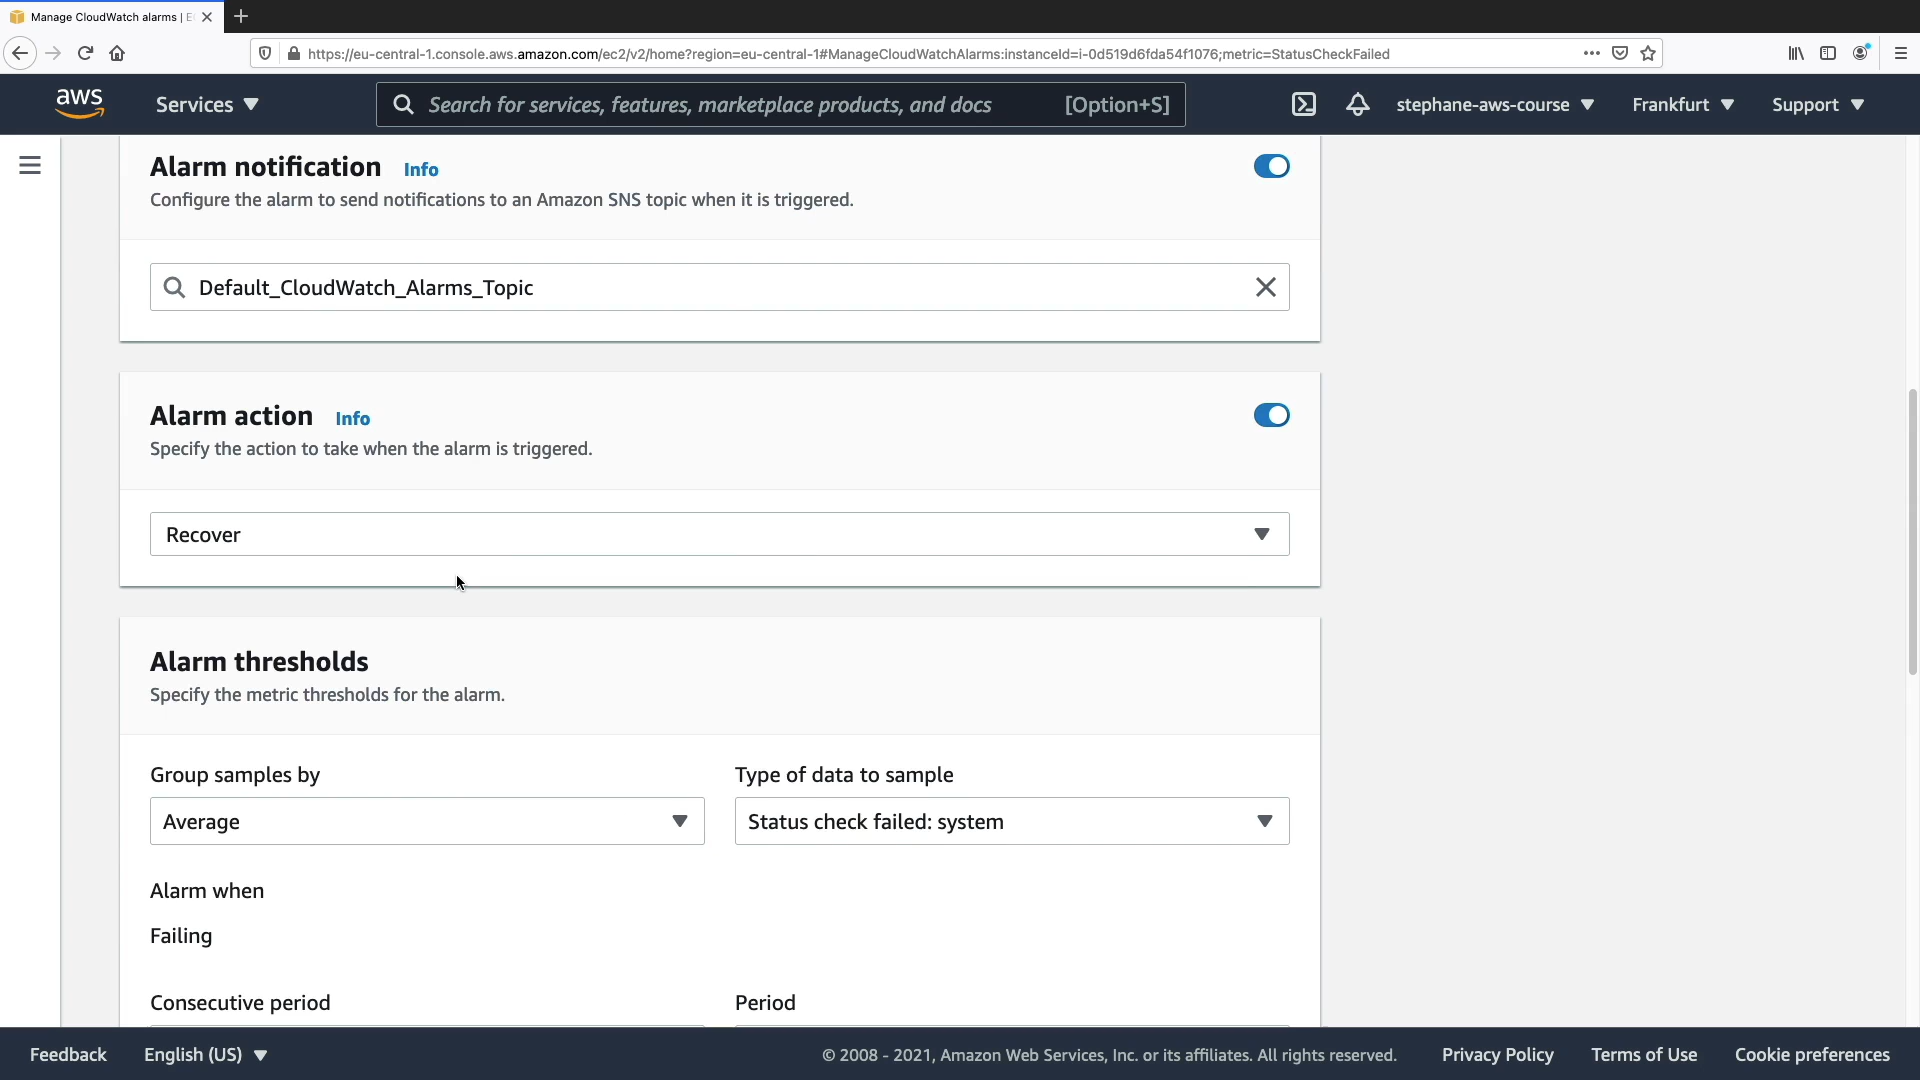 Manage CloudWatch alarms | E
https://eu-central-1.console.aws.amazon.com/ec2/v2/home?region=eu-central-1#ManageCloudWatchAlarms:instanceId=i-0d519d6fda54f1076;metric=StatusCheckFailed
aws Services Search for services, features, marketplace products, and docs [Option+S] stephane-aws-course Frankfurt Support
Alarm notification Info
Configure the alarm to send notifications to an Amazon SNS topic when it is triggered.
Default_CloudWatch_Alarms_Topic
Alarm action Info
Specify the action to take when the alarm is triggered.
Recover
Alarm thresholds
Specify the metric thresholds for the alarm.
Group samples by Type of data to sample
Average Status check failed: system
Alarm when
Failing
Consecutive period Period
Feedback English (US) © 2008 - 2021, Amazon Web Services, Inc. or its affiliates. All rights reserved. Privacy Policy Terms of Use Cookie preferences